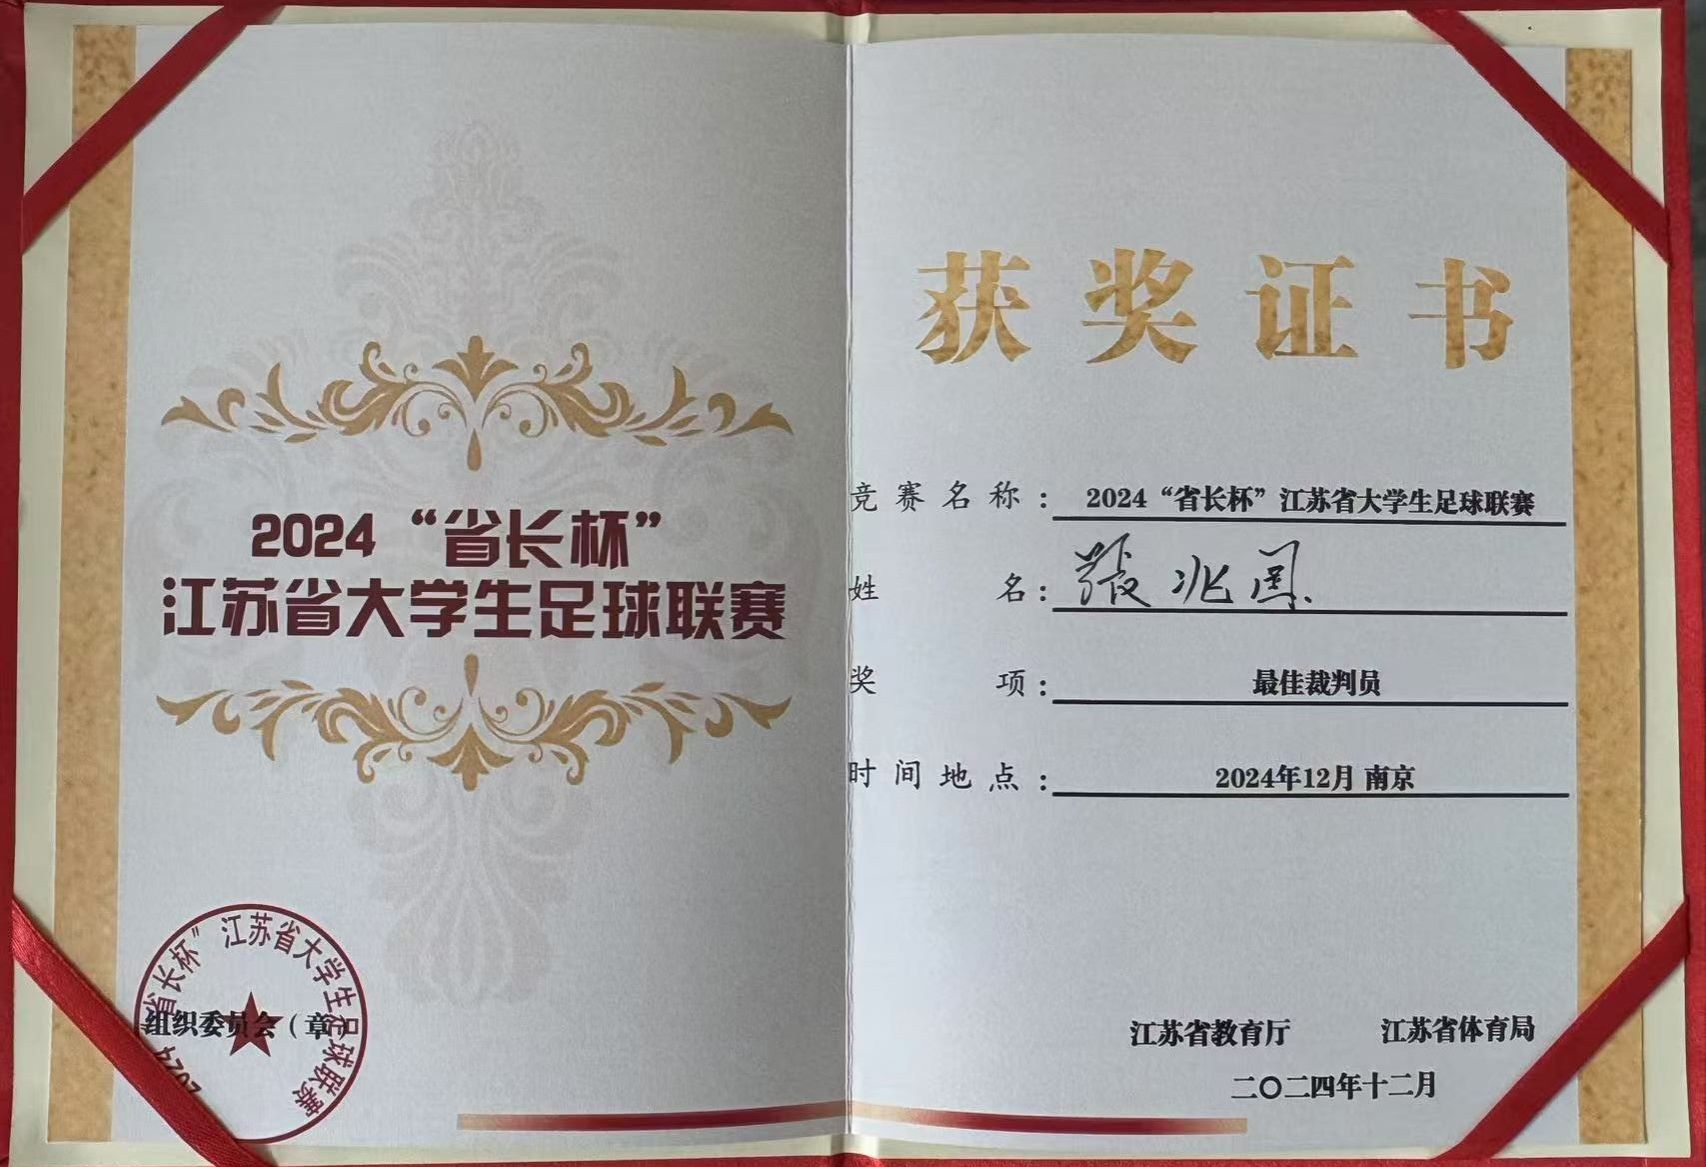 2024“省长杯”
江苏省大学生足球联赛
2024“省长杯”江苏省大学生足球联赛
组织委员会（章）
获奖证书
竞赛名称：2024“省长杯”江苏省大学生足球联赛
姓名：张兆
奖项：最佳裁判员
时间地点：2024年12月 南京
江苏省教育厅 江苏省体育局
二〇二四年十二月